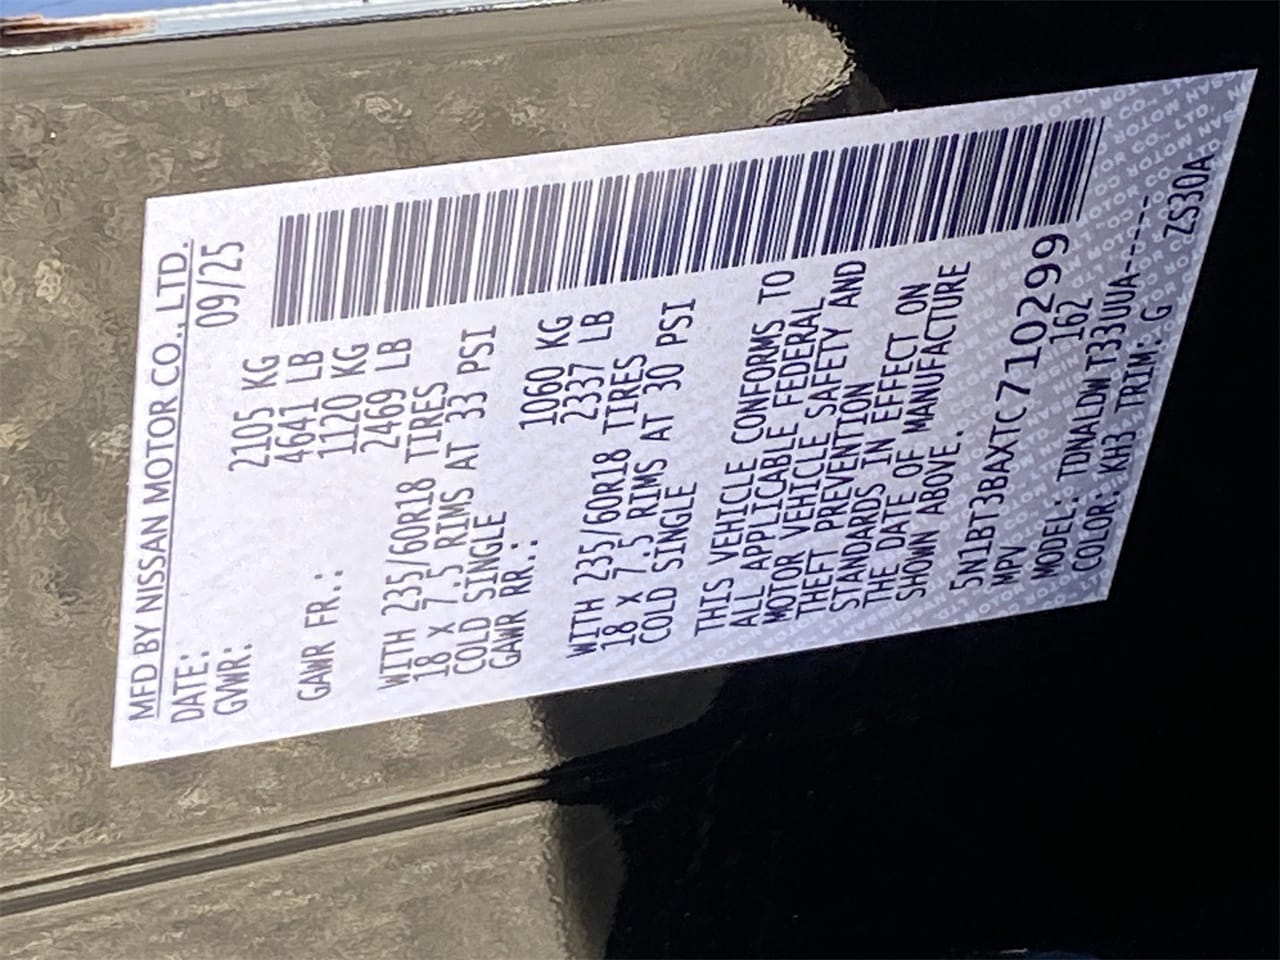 MFD BY NISSAN MOTOR CO., LTD.
DATE: 09/25
GVWR: 2105 KG
4641 LB
GAWR FR.: 1120 KG
2469 LB
WITH 235/60R18 TIRES
18 X 7.5 RIMS AT 33 PSI
COLD SINGLE
GAWR RR.: 1060 KG
2337 LB
WITH 235/60R18 TIRES
18 X 7.5 RIMS AT 30 PSI
COLD SINGLE
THIS VEHICLE CONFORMS TO
ALL APPLICABLE FEDERAL
MOTOR VEHICLE SAFETY AND
THEFT PREVENTION
STANDARDS IN EFFECT ON
THE DATE OF MANUFACTURE
SHOWN ABOVE.
5N1BT3BAXTC710299
MPV 162
MODEL: TDNALDWT33UUA------
COLOR: KH3 TRIM: G ZS30A